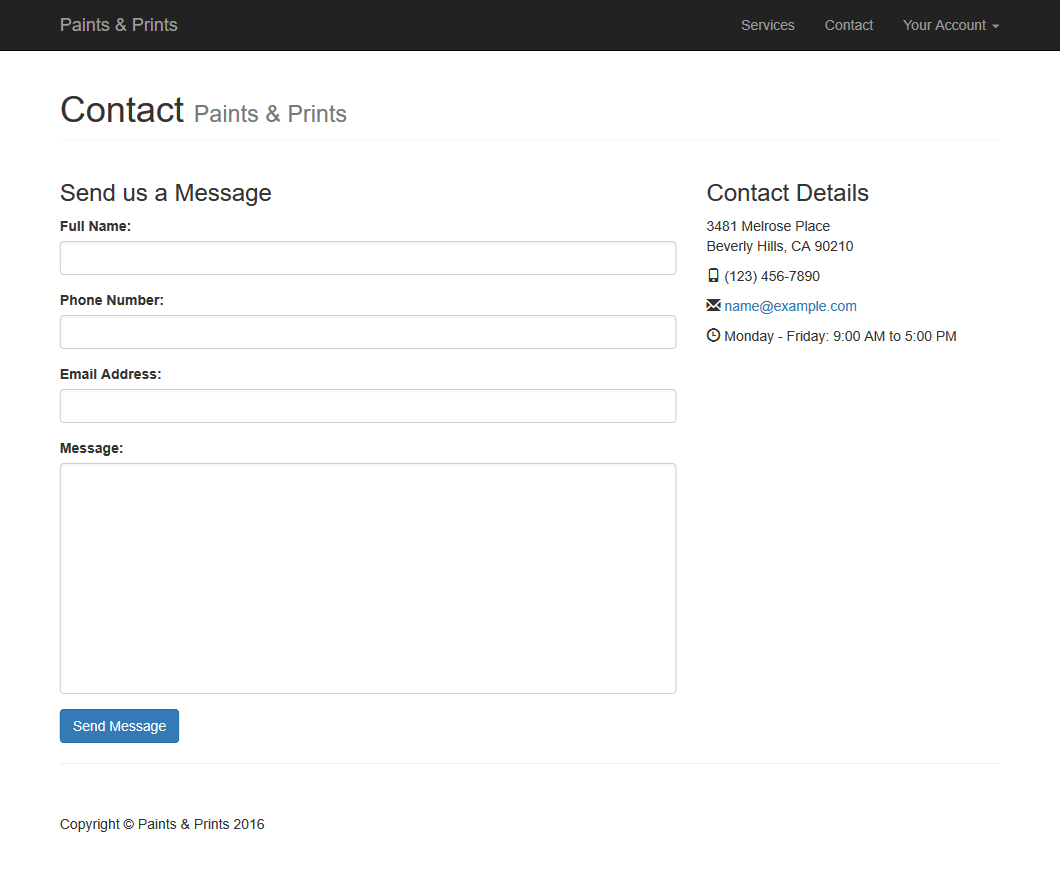 Paints & Prints
Services
Contact
Your Account
Contact Paints & Prints
Send us a Message
Full Name:
Phone Number:
Email Address:
Message:
Send Message
Contact Details
3481 Melrose Place
Beverly Hills, CA 90210
(123) 456-7890
name@example.com
Monday - Friday: 9:00 AM to 5:00 PM
Copyright © Paints & Prints 2016